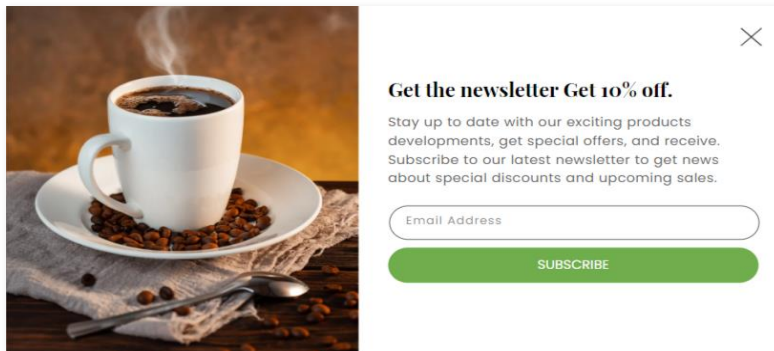 Get the newsletter Get 10% off.
Stay up to date with our exciting products
developments, get special offers, and receive.
Subscribe to our latest newsletter to get news
about special discounts and upcoming sales.
Email Address
SUBSCRIBE